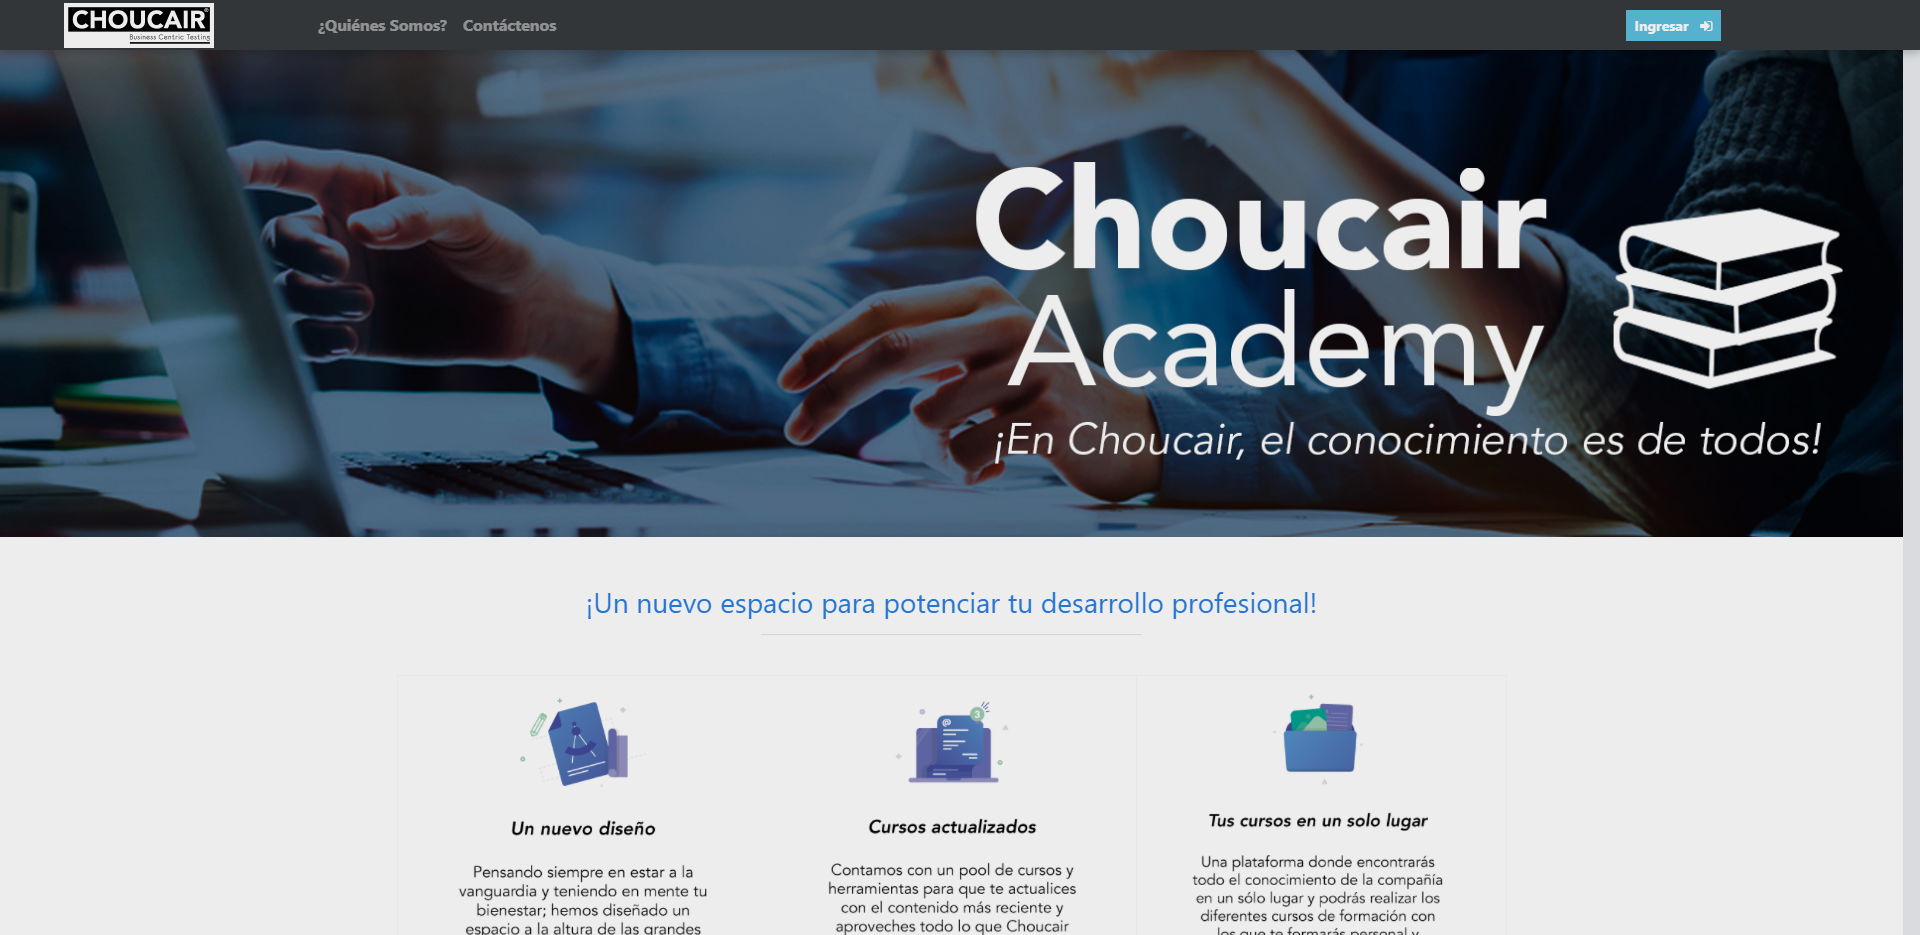 CHOUCAIR®
Business Centric Testing
¿Quiénes Somos?
Contáctenos
Ingresar
Choucair
Academy
¡En Choucair, el conocimiento es de todos!
¡Un nuevo espacio para potenciar tu desarrollo profesional!
@
3
Un nuevo diseño
Pensando siempre en estar a la
vanguardia y teniendo en mente tu
bienestar; hemos diseñado un
espacio a la altura de las grandes
Cursos actualizados
Contamos con un pool de cursos y
herramientas para que te actualices
con el contenido más reciente y
aproveches todo lo que Choucair
Tus cursos en un solo lugar
Una plataforma donde encontrarás
todo el conocimiento de la compañía
en un sólo lugar y podrás realizar los
diferentes cursos de formación con
los que te formarás personal y